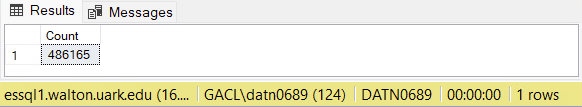 Results Messages
Count
1 486165
essql1.walton.uark.edu (16.... GACL\datn0689 (124) DATN0689 00:00:00 1 rows